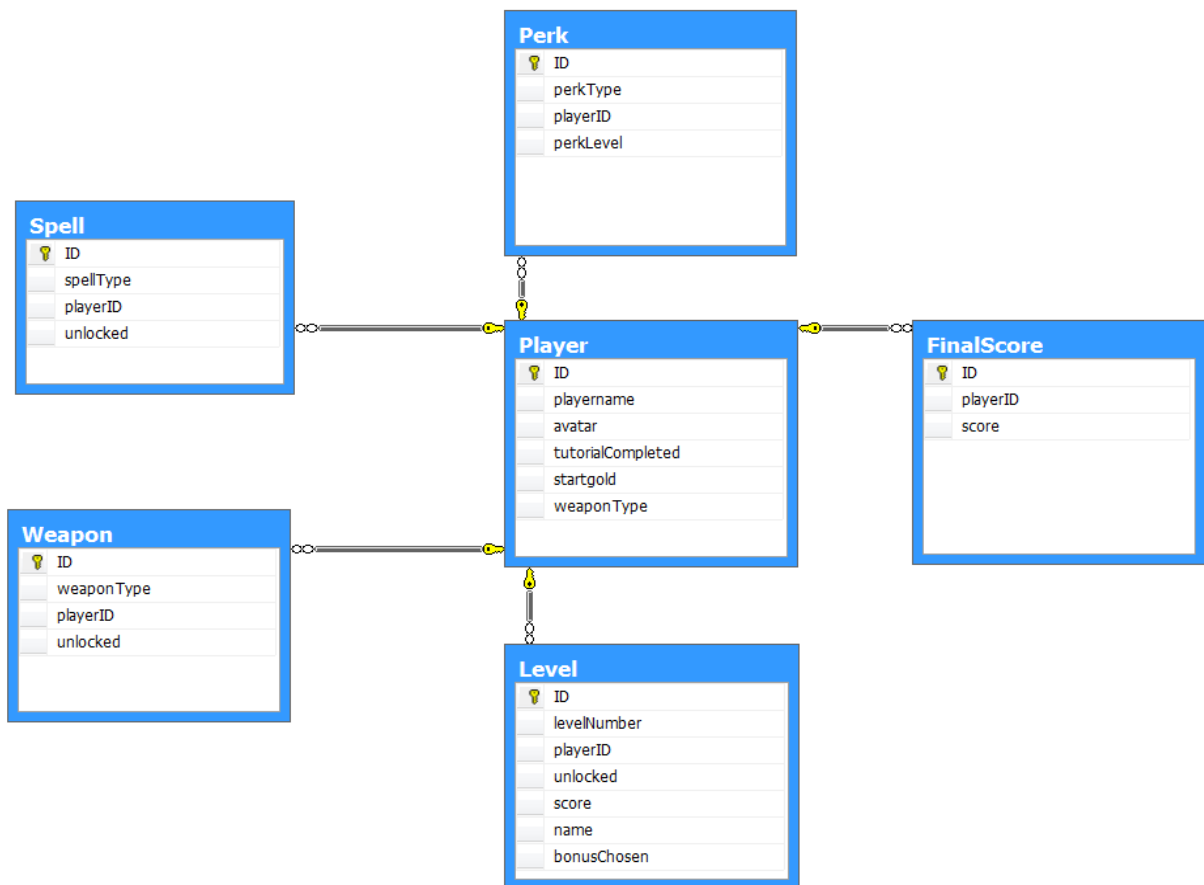 Perk
ID
perkType
playerID
perkLevel
Spell
ID
spellType
playerID
unlocked
Player
ID
playername
avatar
tutorialCompleted
startgold
weaponType
FinalScore
ID
playerID
score
Weapon
ID
weaponType
playerID
unlocked
Level
ID
levelNumber
playerID
unlocked
score
name
bonusChosen